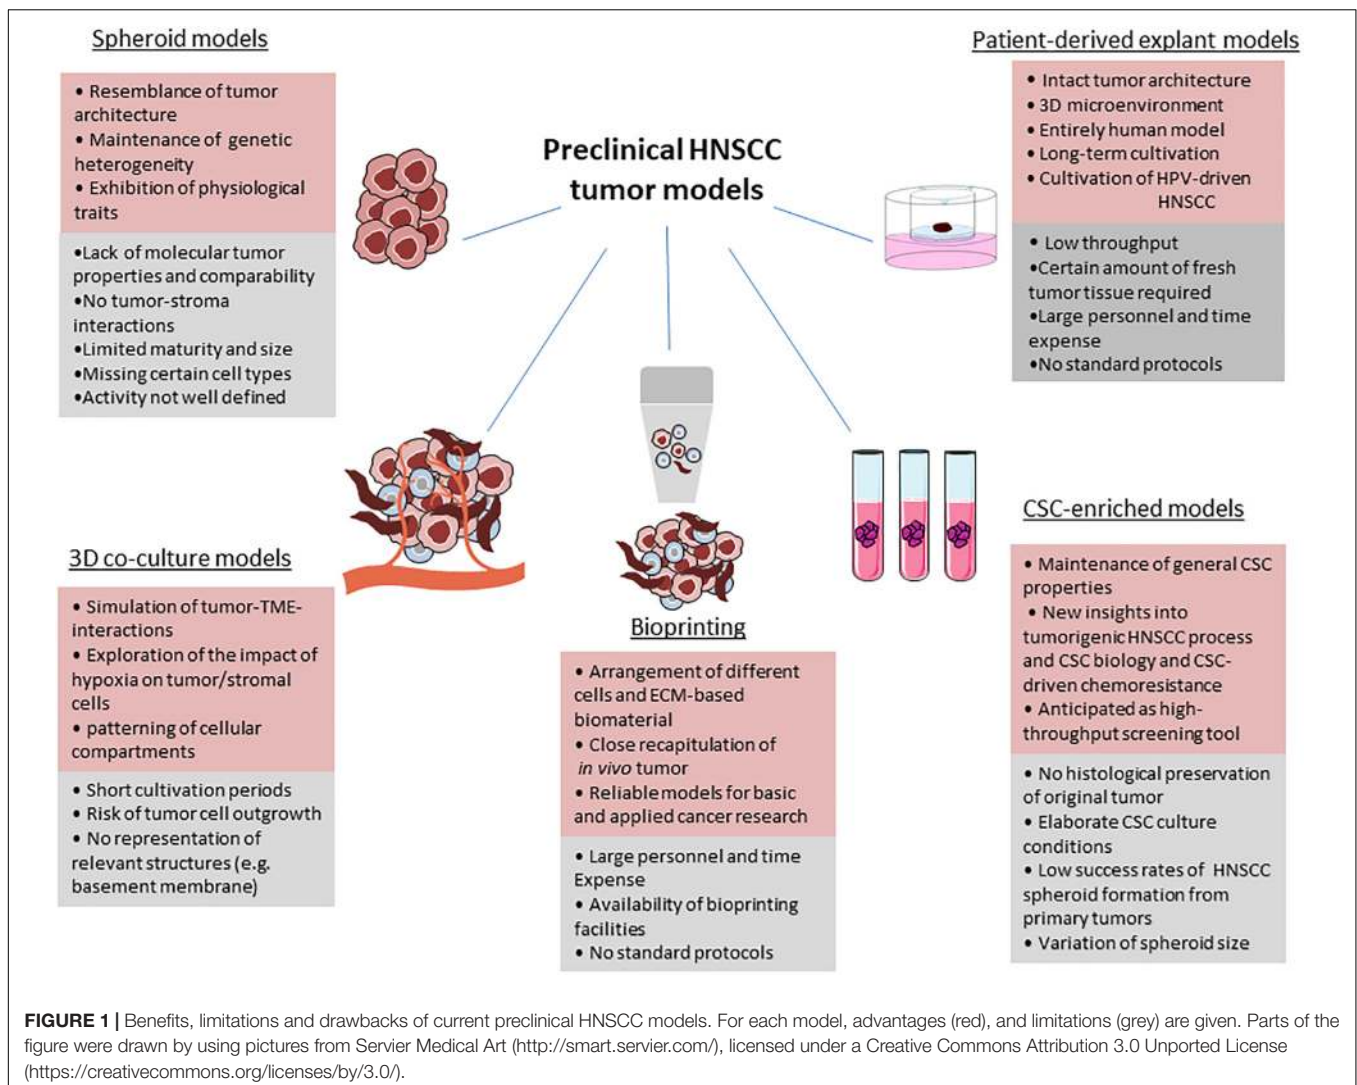 Spheroid models
• Resemblance of tumor
architecture
• Maintenance of genetic
heterogeneity
• Exhibition of physiological
traits
•Lack of molecular tumor
properties and comparability
•No tumor-stroma
interactions
•Limited maturity and size
•Missing certain cell types
•Activity not well defined
Preclinical HNSCC
tumor models
Patient-derived explant models
• Intact tumor architecture
• 3D microenvironment
• Entirely human model
• Long-term cultivation
• Cultivation of HPV-driven
HNSCC
• Low throughput
•Certain amount of fresh
tumor tissue required
•Large personnel and time
expense
•No standard protocols
3D co-culture models
• Simulation of tumor-TME-
interactions
• Exploration of the impact of
hypoxia on tumor/stromal
cells
• patterning of cellular
compartments
• Short cultivation periods
• Risk of tumor cell outgrowth
• No representation of
relevant structures (e.g.
basement membrane)
Bioprinting
• Arrangement of different
cells and ECM-based
biomaterial
• Close recapitulation of
in vivo tumor
• Reliable models for basic
and applied cancer research
• Large personnel and time
Expense
• Availability of bioprinting
facilities
• No standard protocols
CSC-enriched models
• Maintenance of general CSC
properties
• New insights into
tumorigenic HNSCC process
and CSC biology and CSC-
driven chemoresistance
• Anticipated as high-
throughput screening tool
• No histological preservation
of original tumor
• Elaborate CSC culture
conditions
• Low success rates of HNSCC
spheroid formation from
primary tumors
• Variation of spheroid size
FIGURE 1 | Benefits, limitations and drawbacks of current preclinical HNSCC models. For each model, advantages (red), and limitations (grey) are given. Parts of the
figure were drawn by using pictures from Servier Medical Art (http://smart.servier.com/), licensed under a Creative Commons Attribution 3.0 Unported License
(https://creativecommons.org/licenses/by/3.0/).